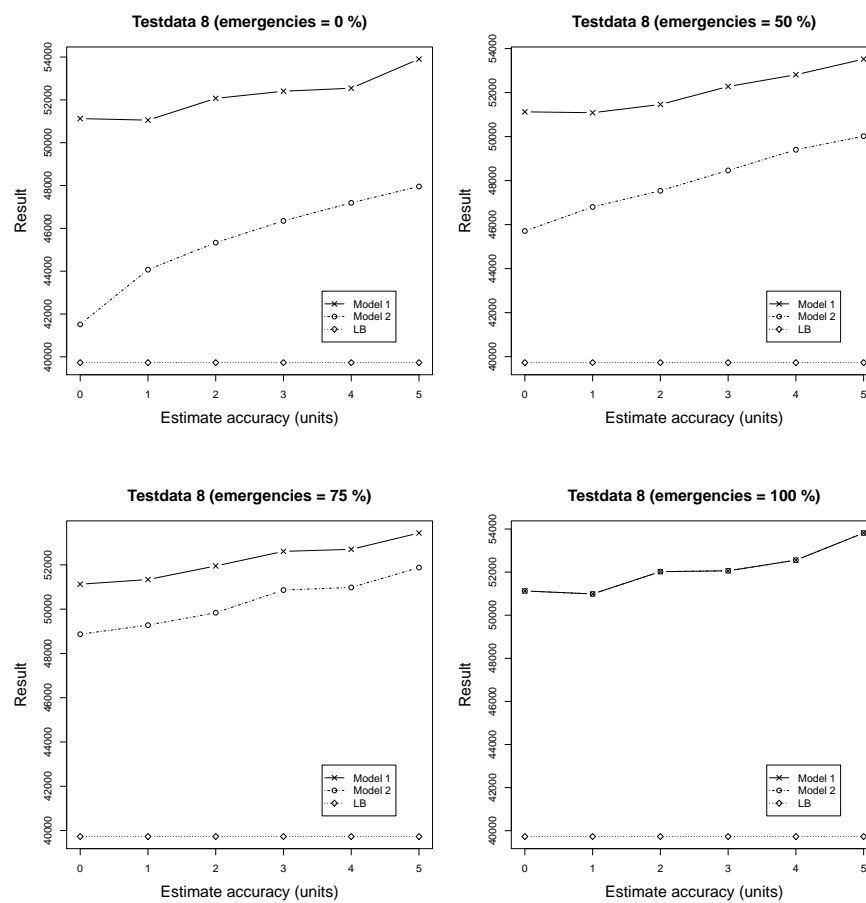 Testdata 8 (emergencies = 0 %)
54000
52000
50000
48000
46000
44000
42000
40000
Result
Model 1
Model 2
LB
0 1 2 3 4 5
Estimate accuracy (units)
Testdata 8 (emergencies = 50 %)
54000
52000
50000
48000
46000
44000
42000
40000
Result
Model 1
Model 2
LB
0 1 2 3 4 5
Estimate accuracy (units)
Testdata 8 (emergencies = 75 %)
52000
50000
48000
46000
44000
42000
40000
Result
Model 1
Model 2
LB
0 1 2 3 4 5
Estimate accuracy (units)
Testdata 8 (emergencies = 100 %)
54000
52000
50000
48000
46000
44000
42000
40000
Result
Model 1
Model 2
LB
0 1 2 3 4 5
Estimate accuracy (units)